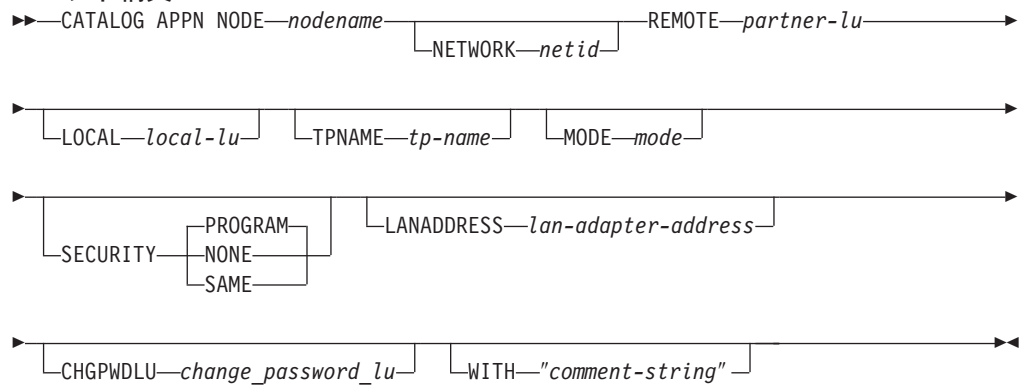 CATALOG APPN NODE nodename REMOTE partner-lu
NETWORK netid
LOCAL local-lu TPNAME tp-name MODE mode
PROGRAM LANADDRESS lan-adapter-address
SECURITY NONE
SAME
CHGPWDLU change_password_lu WITH "comment-string"